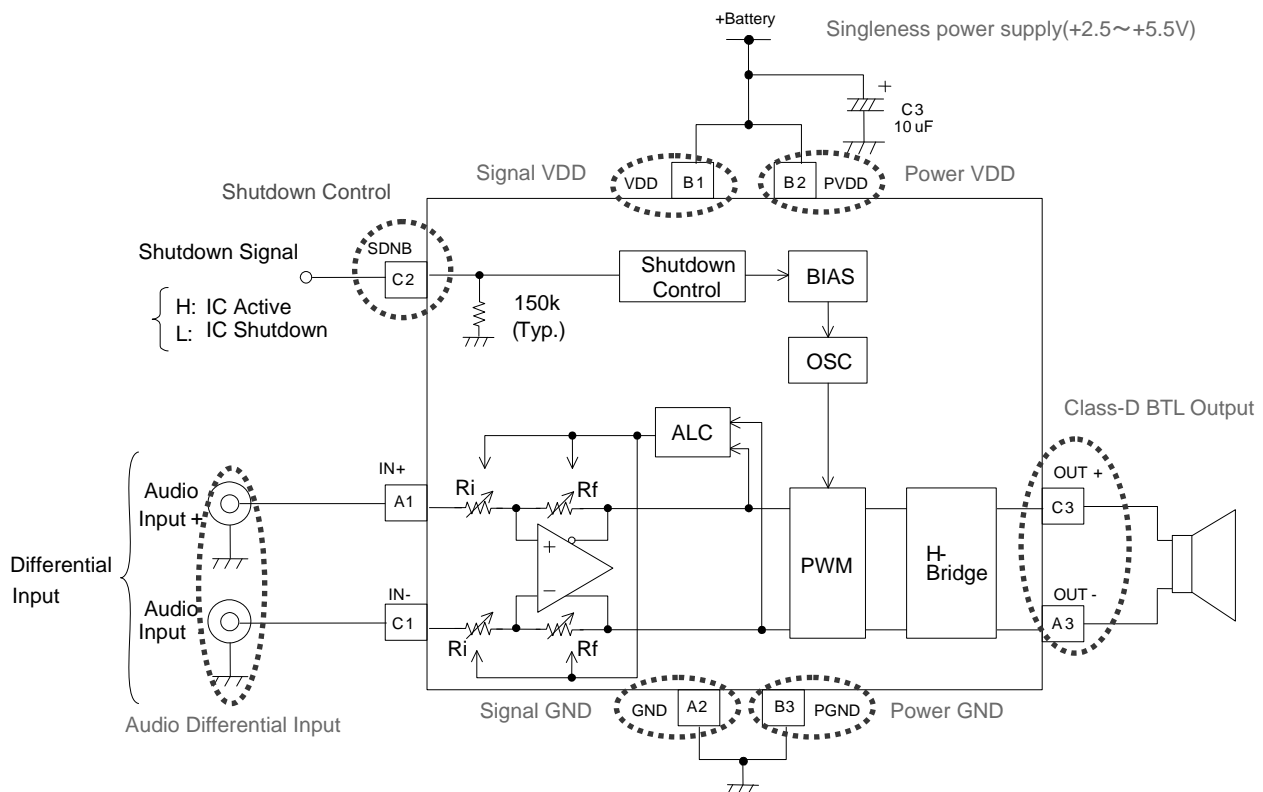 +Battery
Singleness power supply(+2.5～+5.5V)
+
C3
10uF
Signal VDD
VDD
B1
B2
PVDD
Power VDD
Shutdown Control
SDNB
Shutdown Signal
C2
H: IC Active
L: IC Shutdown
150k
(Typ.)
Shutdown
Control
BIAS
OSC
Class-D BTL Output
ALC
IN+
A1
Ri
Rf
Audio
Input +
OUT +
C3
+
−
PWM
H-
Bridge
Differential
Input
Audio
Input
IN-
C1
Ri
Rf
OUT -
A3
Audio Differential Input
Signal GND
GND
A2
B3
PGND
Power GND